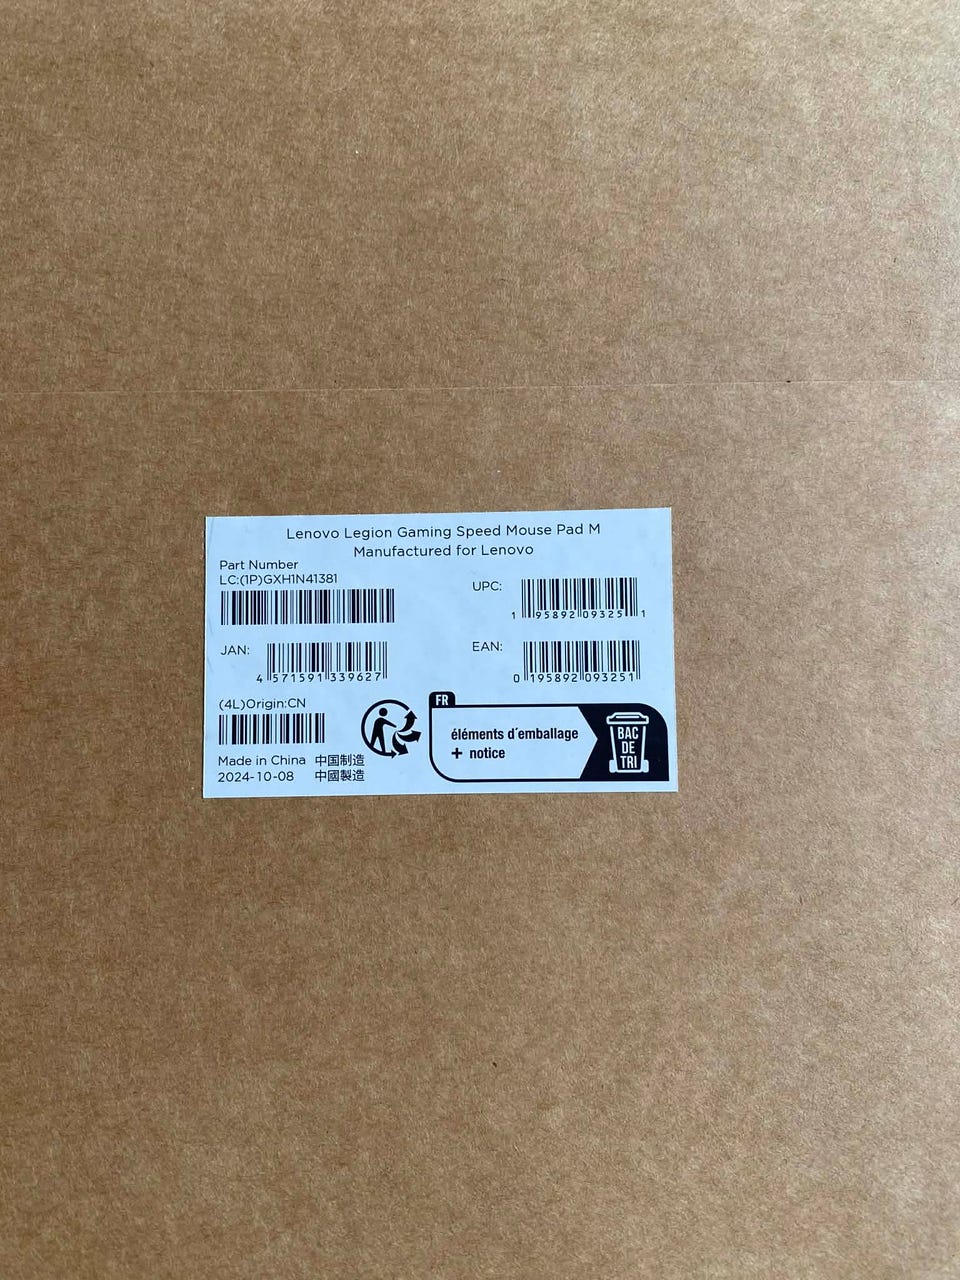 Lenovo Legion Gaming Speed Mouse Pad M
Manufactured for Lenovo
Part Number
LC:(1P)GXH1N41381
UPC:
1 95892 09325 1
JAN:
4 571591 339627
EAN:
0 195892 093251
(4L)Origin:CN
Made in China 中国制造
2024-10-08 中國製造
FR
éléments d'emballage
+ notice
BAC
DE
TRI